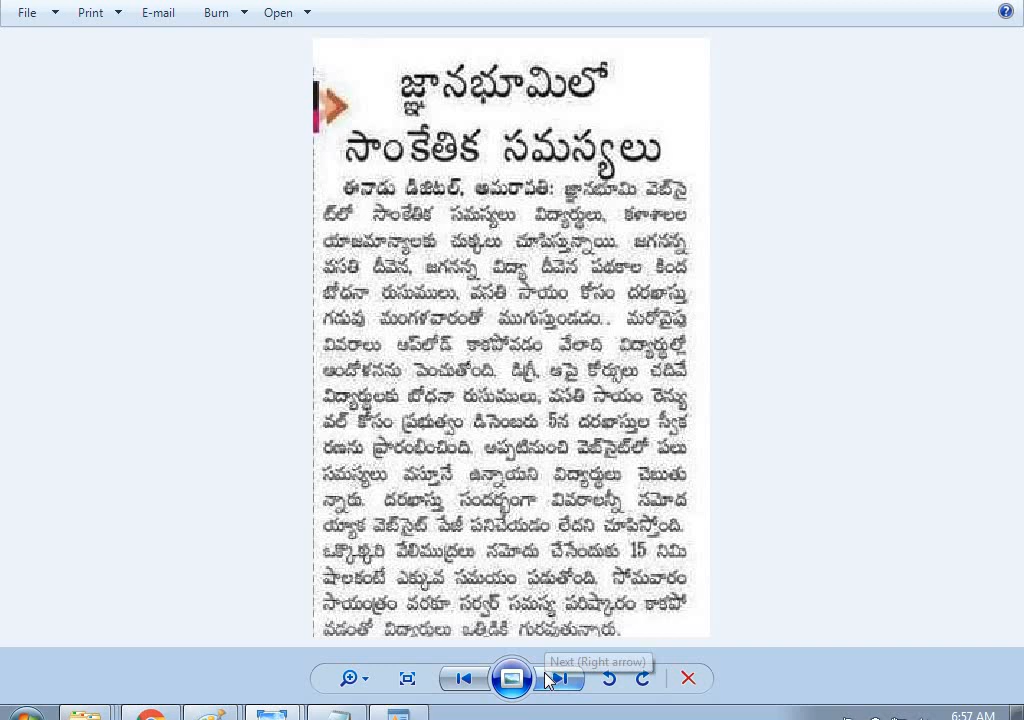 File Print E-mail Burn Open
జ్ఞానభూమిలో
సాంకేతిక సమస్యలు
ఈనాడు డిజిటల్, అమరావతి: జ్ఞానభూమి వెబ్‌సై
ట్‌లో సాంకేతిక సమస్యలు విద్యార్థులు, కళాశాలల
యాజమాన్యాలకు చుక్కలు చూపిస్తున్నాయి. జగనన్న
వసతి దీవెన, జగనన్న విద్యా దీవెన పథకాల కింద
బోధనా రుసుములు, వసతి సాయం కోసం దరఖాస్తు
గడువు మంగళవారంతో ముగుస్తుండడం.. మరోవైపు
వివరాలు అప్‌లోడ్ కాకపోవడం వేలాది విద్యార్థుల్లో
ఆందోళనను పెంచుతోంది. డిగ్రీ, ఆపై కోర్సులు చదివే
విద్యార్థులకు బోధనా రుసుములు, వసతి సాయం రెన్యు
వల్ కోసం ప్రభుత్వం డిసెంబరు 5న దరఖాస్తుల స్వీక
రణను ప్రారంభించింది. అప్పటినుంచి వెబ్‌సైట్‌లో పలు
సమస్యలు వస్తూనే ఉన్నాయని విద్యార్థులు చెబుతు
న్నారు. దరఖాస్తు సందర్భంగా వివరాలన్నీ నమోద
య్యాక వెబ్‌సైట్ పేజీ పనిచేయడం లేదని చూపిస్తోంది.
ఒక్కొక్కరి వేలిముద్రలు నమోదు చేసేందుకు 15 నిమి
షాలకంటే ఎక్కువ సమయం పడుతోంది. సోమవారం
సాయంత్రం వరకూ సర్వర్ సమస్య పరిష్కారం కాకపో
వడంతో విద్యార్థులు ఒత్తిడికి గురవుతున్నారు.
Next (Right arrow)
6:57 AM